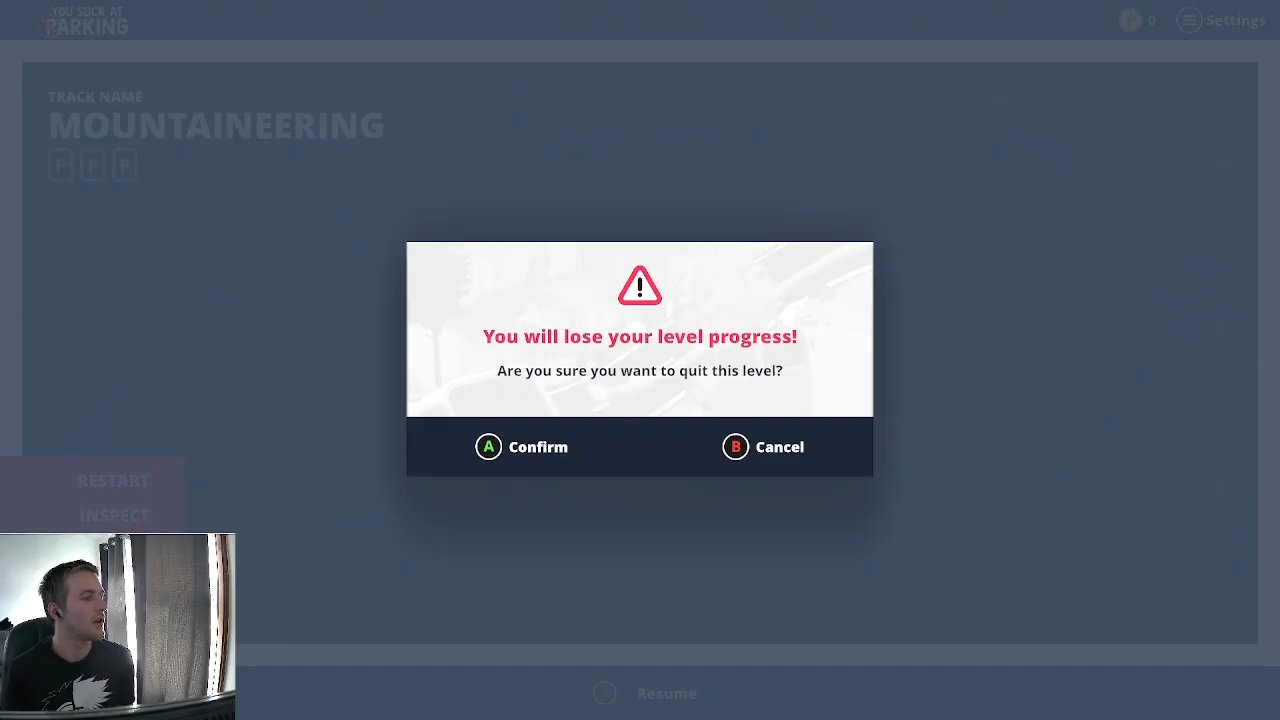 YOU SUCK AT
PARKING
P 0
Settings
TRACK NAME
MOUNTAINEERING
P P P
You will lose your level progress!
Are you sure you want to quit this level?
A Confirm
B Cancel
RESTART
INSPECT
Resume